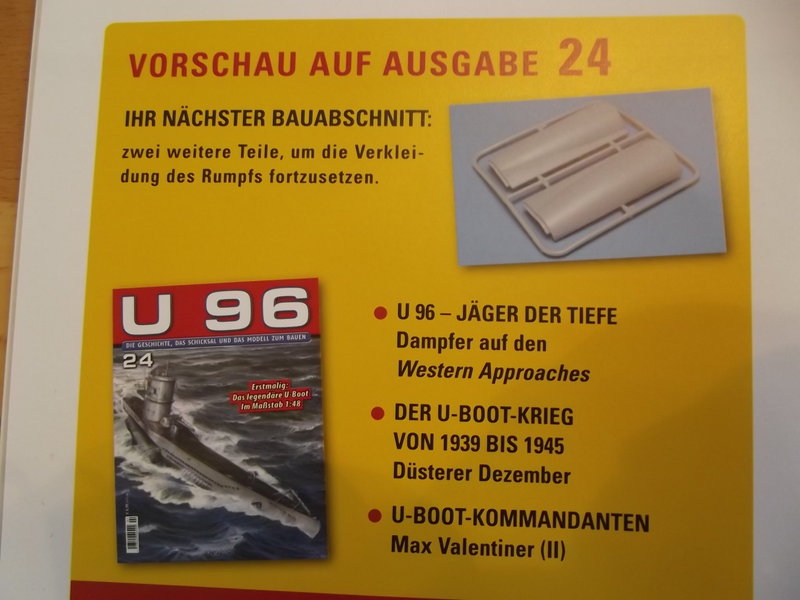 VORSCHAU AUF AUSGABE 24
IHR NÄCHSTER BAUABSCHNITT:
zwei weitere Teile, um die Verklei-
dung des Rumpfs fortzusetzen.
U 96
DIE GESCHICHTE, DAS SCHICKSAL UND DAS MODELL ZUM BAUEN
24
Erstmalig:
Das legendäre U-Boot
Im Maßstab 1:48
• U 96 – JÄGER DER TIEFE
Dampfer auf den
Western Approaches
• DER U-BOOT-KRIEG
VON 1939 BIS 1945
Düsterer Dezember
• U-BOOT-KOMMANDANTEN
Max Valentiner (II)